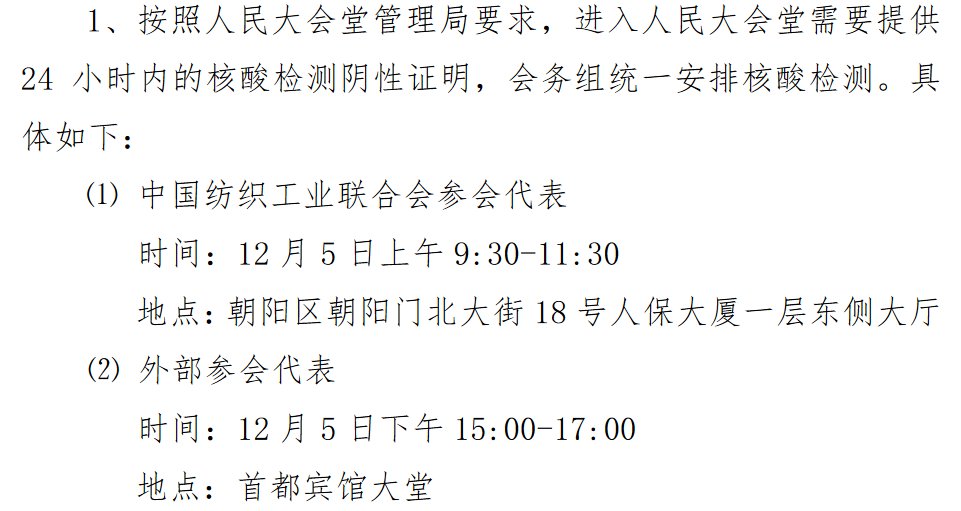 1、按照人民大会堂管理局要求，进入人民大会堂需要提供
24 小时内的核酸检测阴性证明，会务组统一安排核酸检测。具
体如下：
⑴ 中国纺织工业联合会参会代表
时间：12 月 5 日上午 9:30-11:30
地点：朝阳区朝阳门北大街 18 号人保大厦一层东侧大厅
⑵ 外部参会代表
时间：12 月 5 日下午 15:00-17:00
地点：首都宾馆大堂